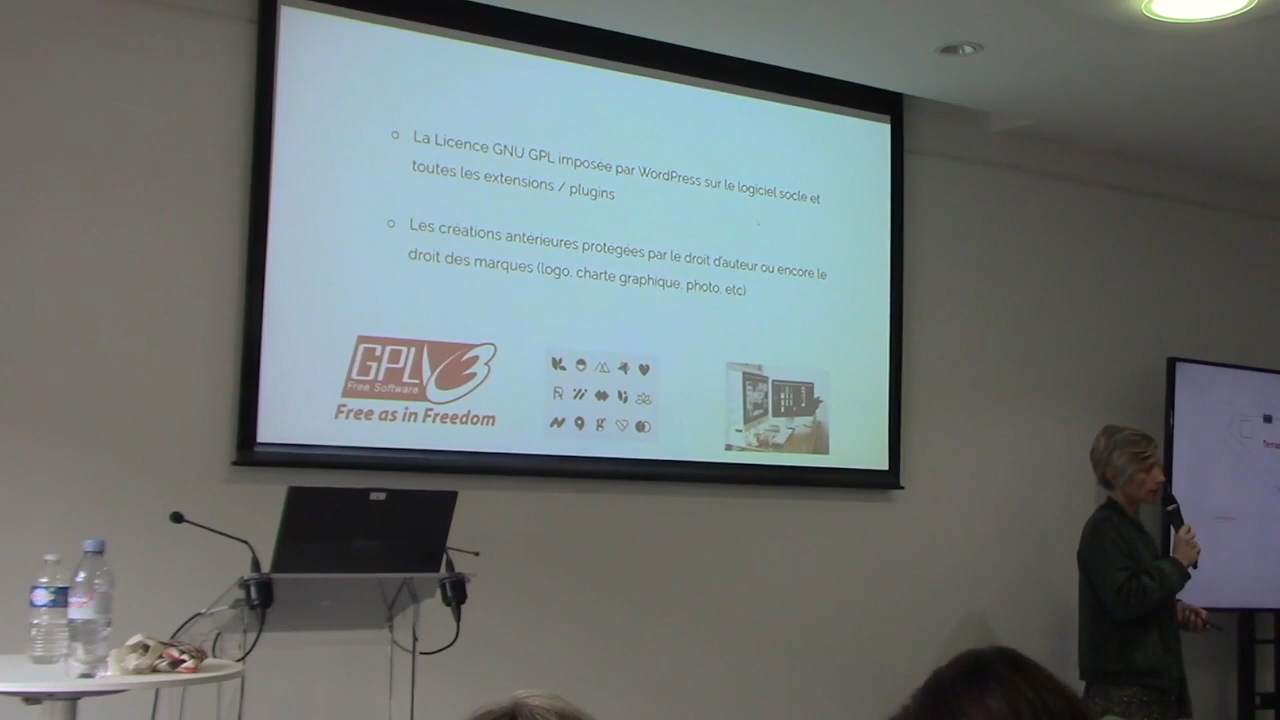 La Licence GNU GPL imposée par WordPress sur le logiciel socle et
toutes les extensions / plugins
Les créations antérieures protégées par le droit d'auteur ou encore le
droit des marques (logo, charte graphique, photo, etc)
GPLv3
Free Software
Free as in Freedom